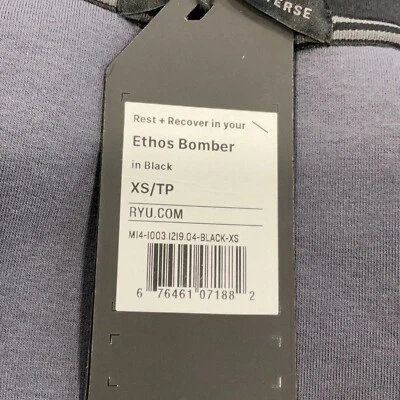 ERSE
Rest + Recover in your
Ethos Bomber
in Black
XS/TP
RYU.COM
M14-1003.1219.04-BLACK-XS
6 76461 07188 2